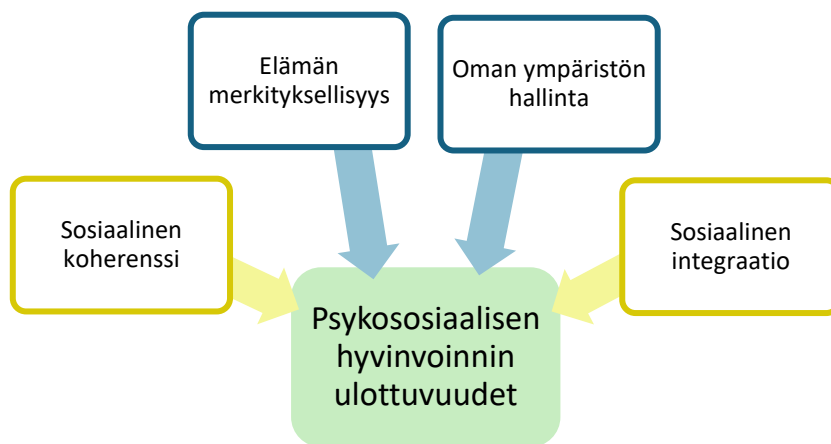 Elämän
merkityksellisyys
Oman ympäristön
hallinta
Sosiaalinen
koherenssi
Sosiaalinen
integraatio
Psykososiaalisen
hyvinvoinnin
ulottuvuudet